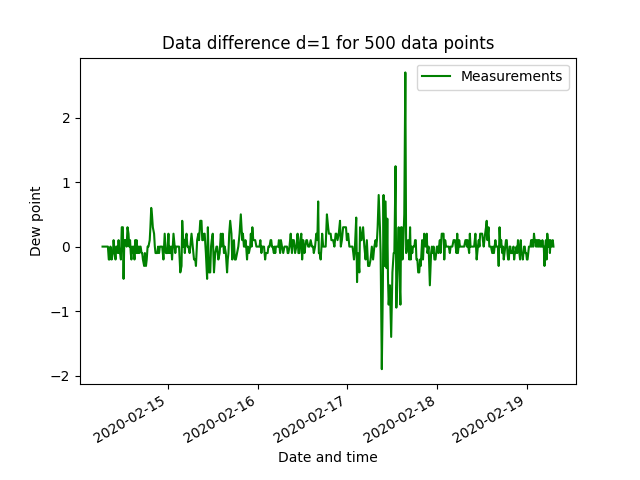 Data difference d=1 for 500 data points
Measurements
Dew point
2
1
0
−1
−2
2020-02-15
2020-02-16
2020-02-17
2020-02-18
2020-02-19
Date and time